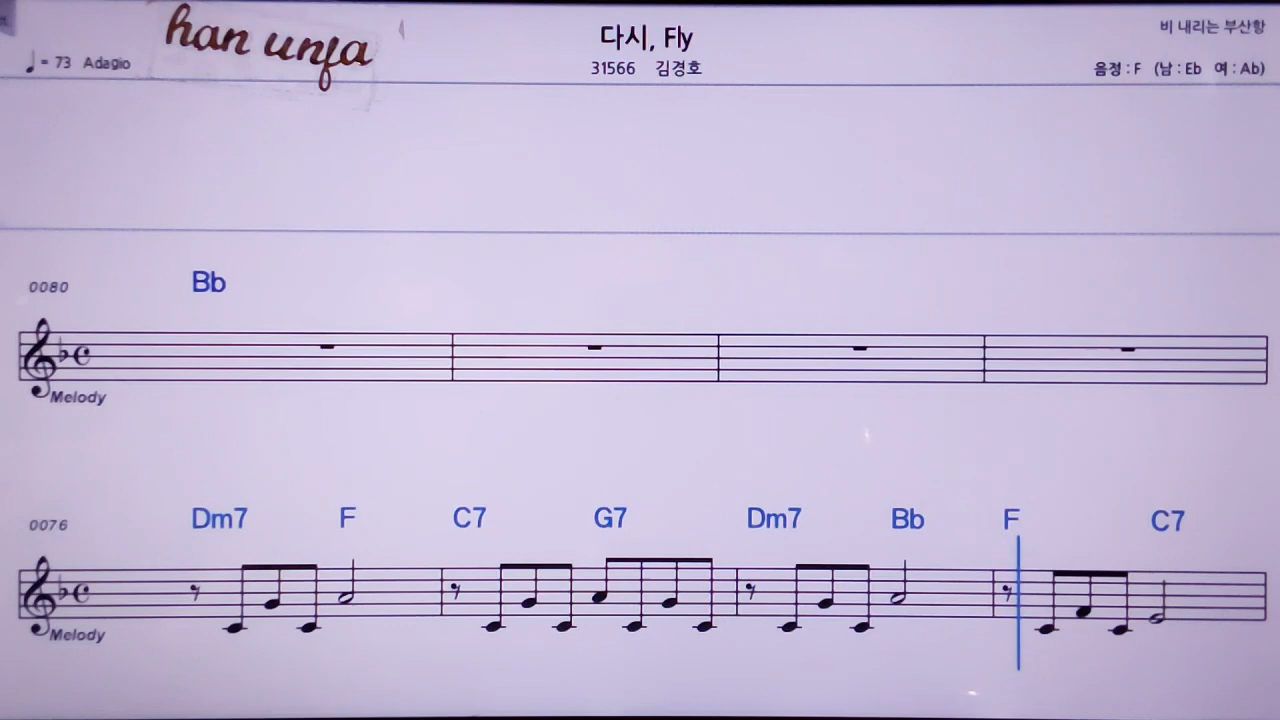 han unfa
다시, Fly
비 내리는 부산항
♩ = 73 Adagio
31566 김경호
음정 : F (남 : Eb 여 : Ab)
0080 Bb
Melody
0076 Dm7 F C7 G7 Dm7 Bb F C7
Melody